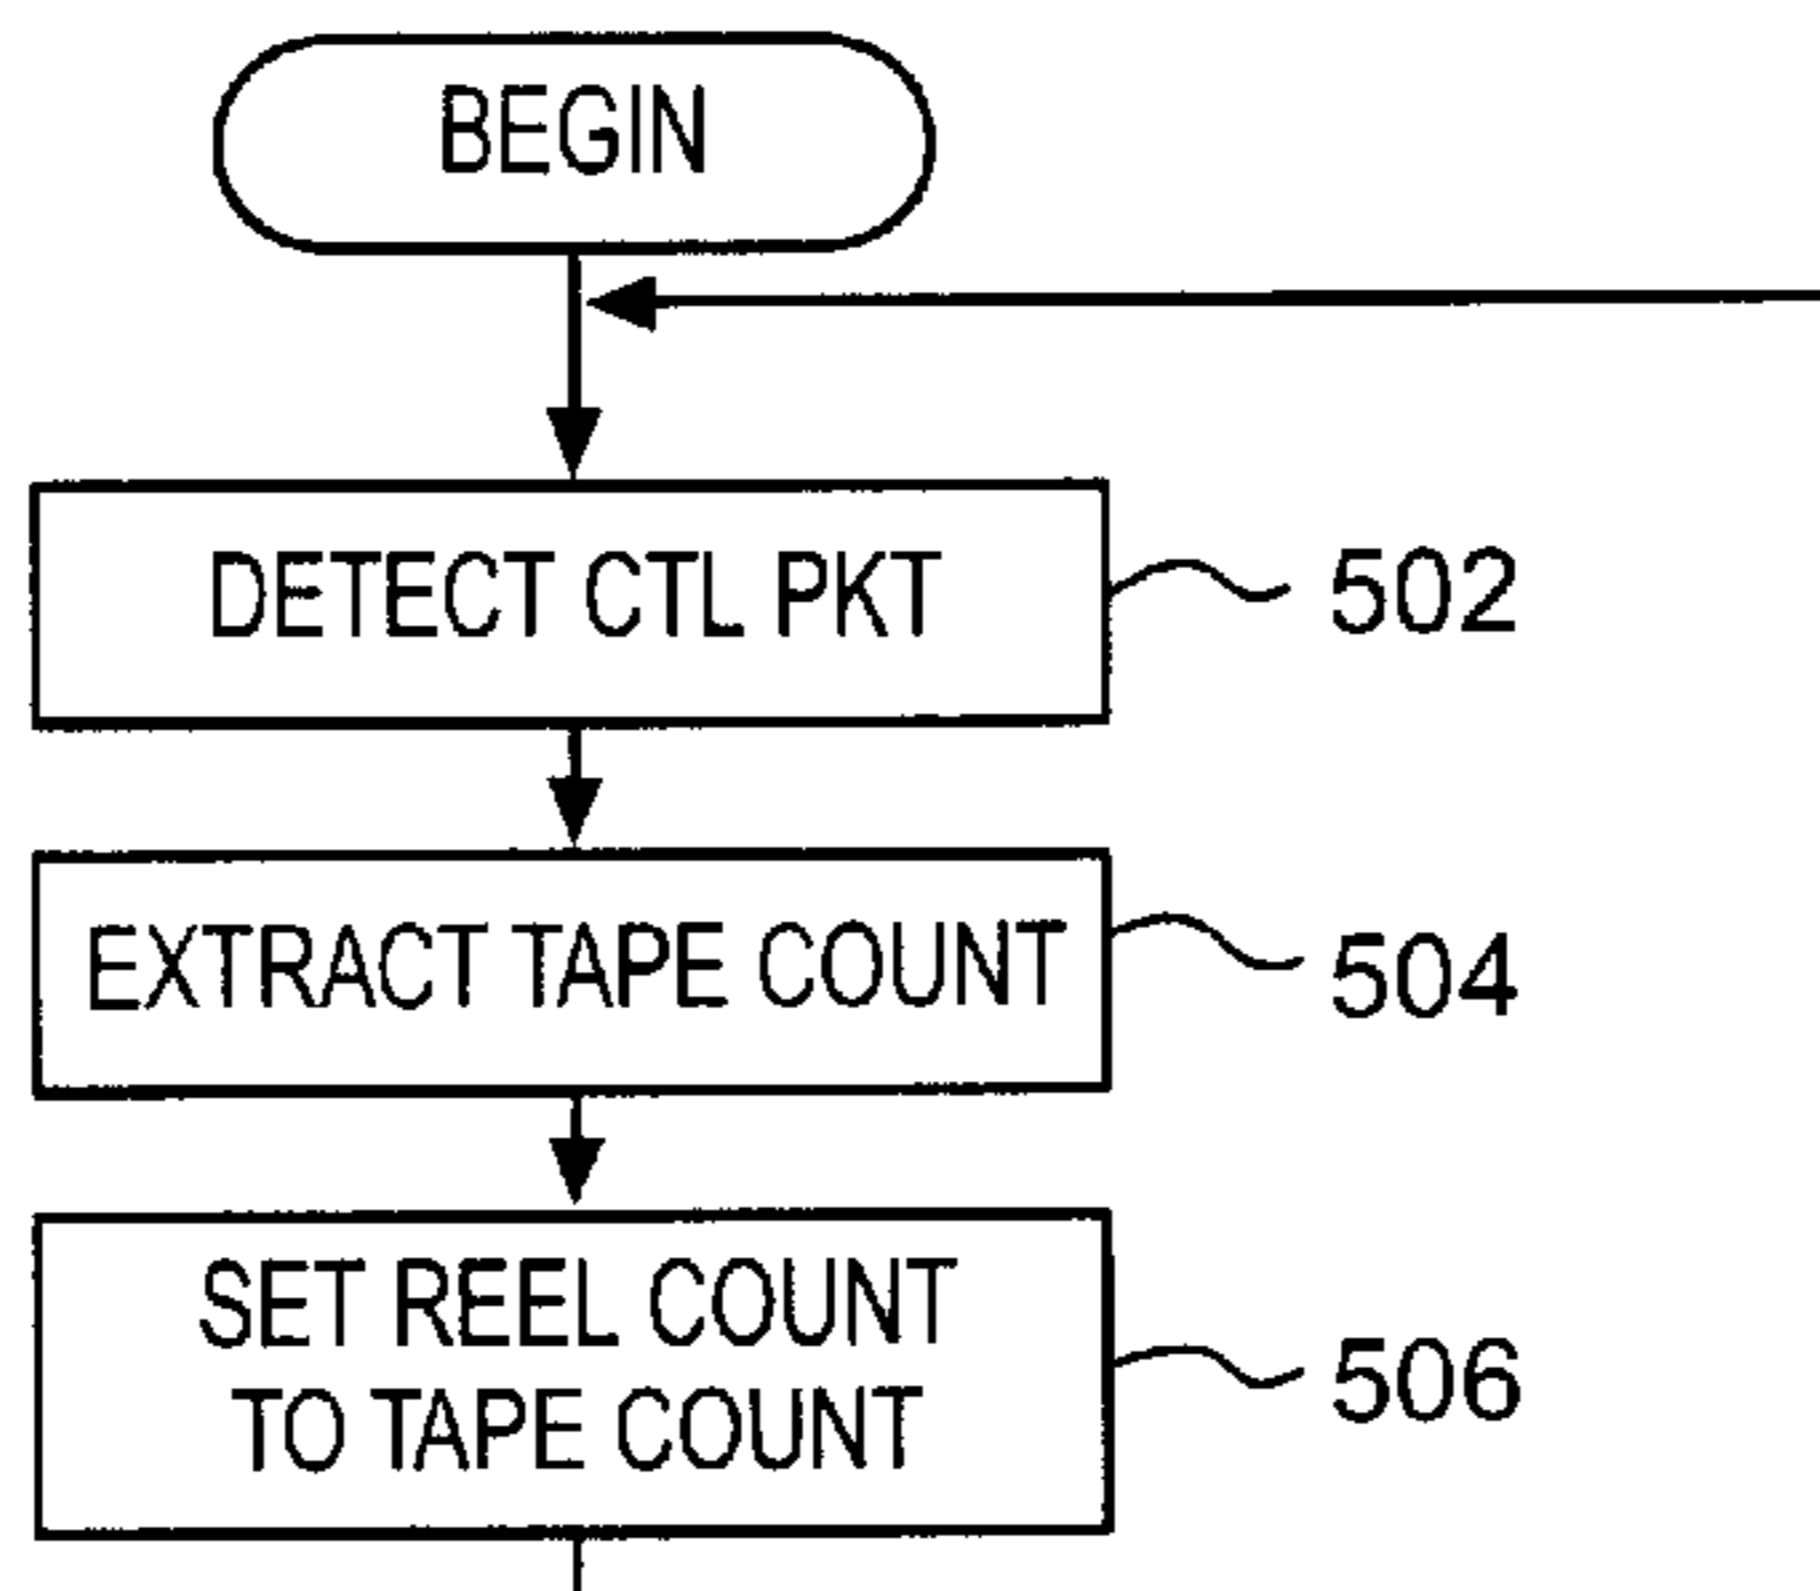 BEGIN
DETECT CTL PKT
502
EXTRACT TAPE COUNT
504
SET REEL COUNT
TO TAPE COUNT
506